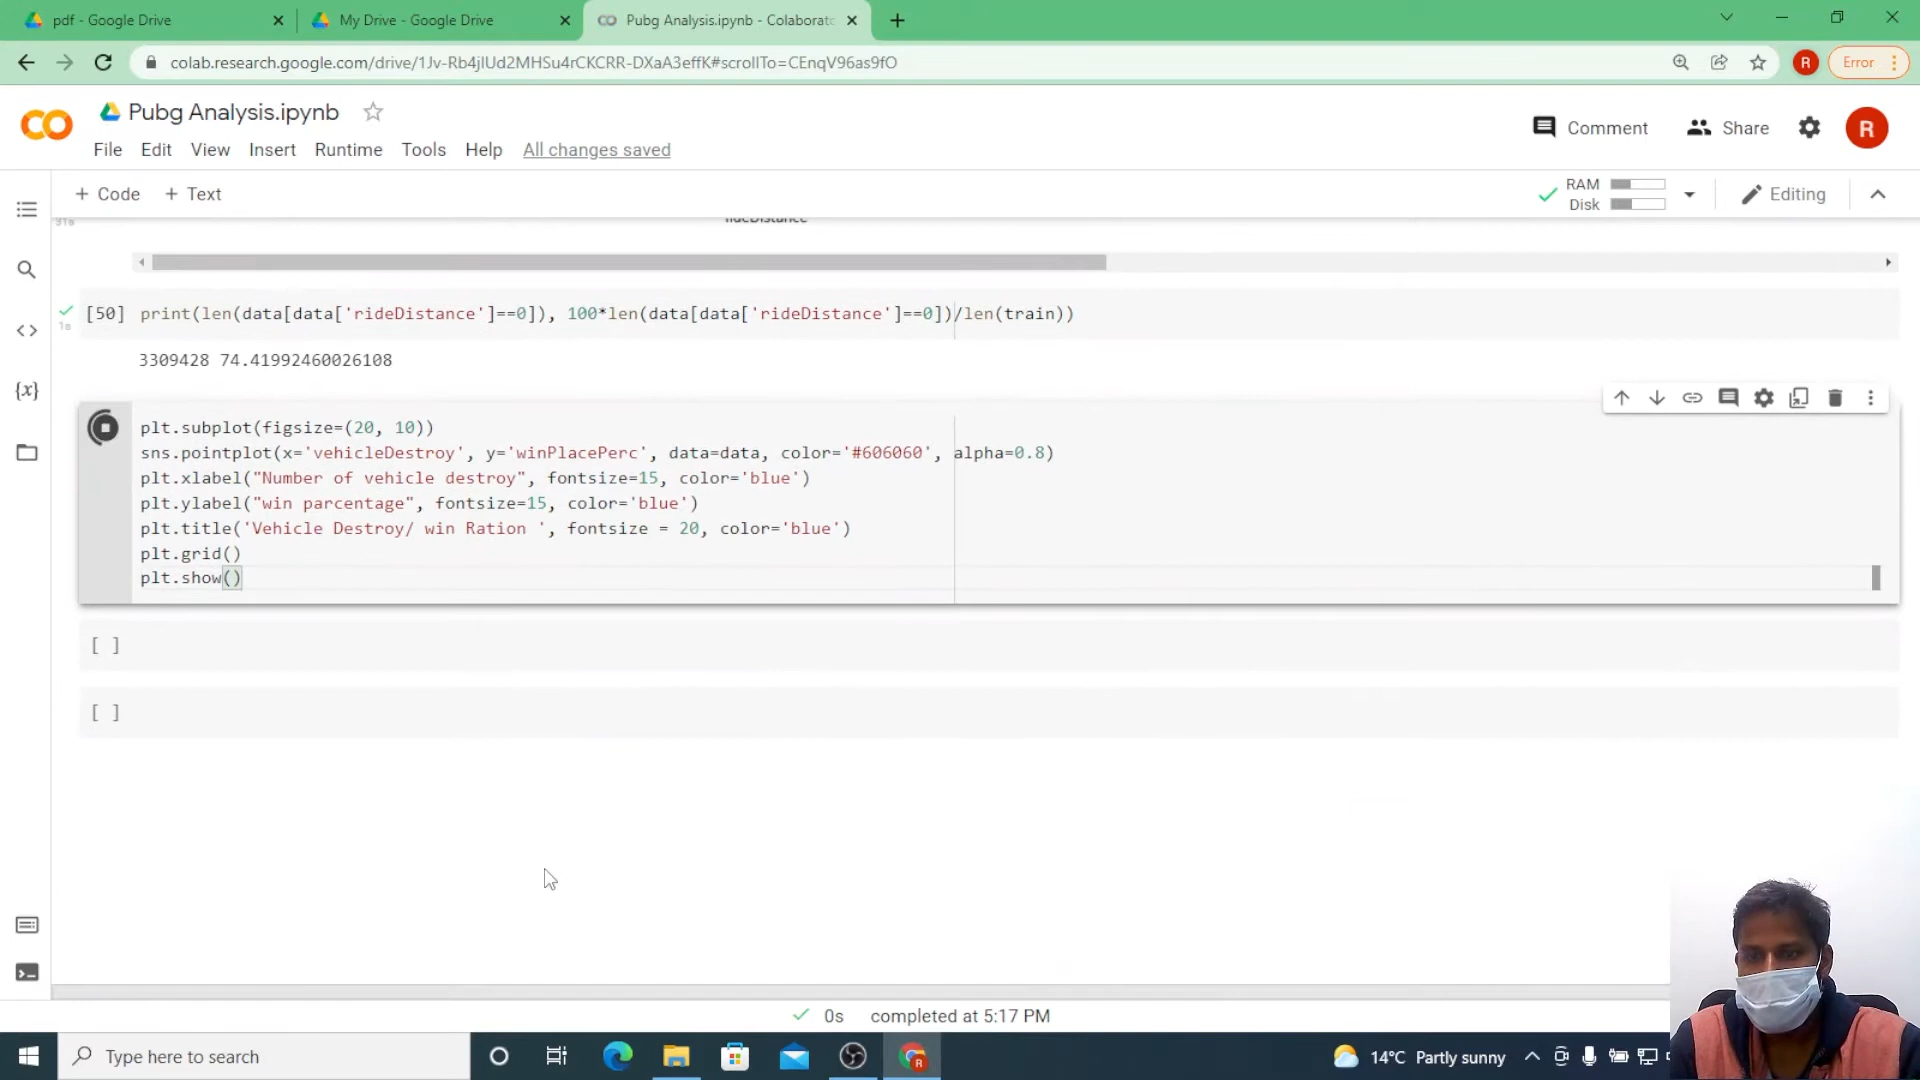 pdf - Google Drive
My Drive - Google Drive
Pubg Analysis.ipynb - Colaborat
colab.research.google.com/drive/1Jv-Rb4jlUd2MHSu4rCKCRR-DXaA3effK#scrollTo=CEnqV96as9fO
R
Error
Pubg Analysis.ipynb
File Edit View Insert Runtime Tools Help All changes saved
Comment
Share
R
+ Code + Text
RAM
Disk
Editing
31s
rideDistance
[50] print(len(data[data['rideDistance']==0]), 100*len(data[data['rideDistance']==0])/len(train))
1s
3309428 74.41992460026108
plt.subplot(figsize=(20, 10))
sns.pointplot(x='vehicleDestroy', y='winPlacePerc', data=data, color='#606060', alpha=0.8)
plt.xlabel("Number of vehicle destroy", fontsize=15, color='blue')
plt.ylabel("win parcentage", fontsize=15, color='blue')
plt.title('Vehicle Destroy/ win Ration ', fontsize = 20, color='blue')
plt.grid()
plt.show()
[ ]
[ ]
0s completed at 5:17 PM
Type here to search
14°C Partly sunny